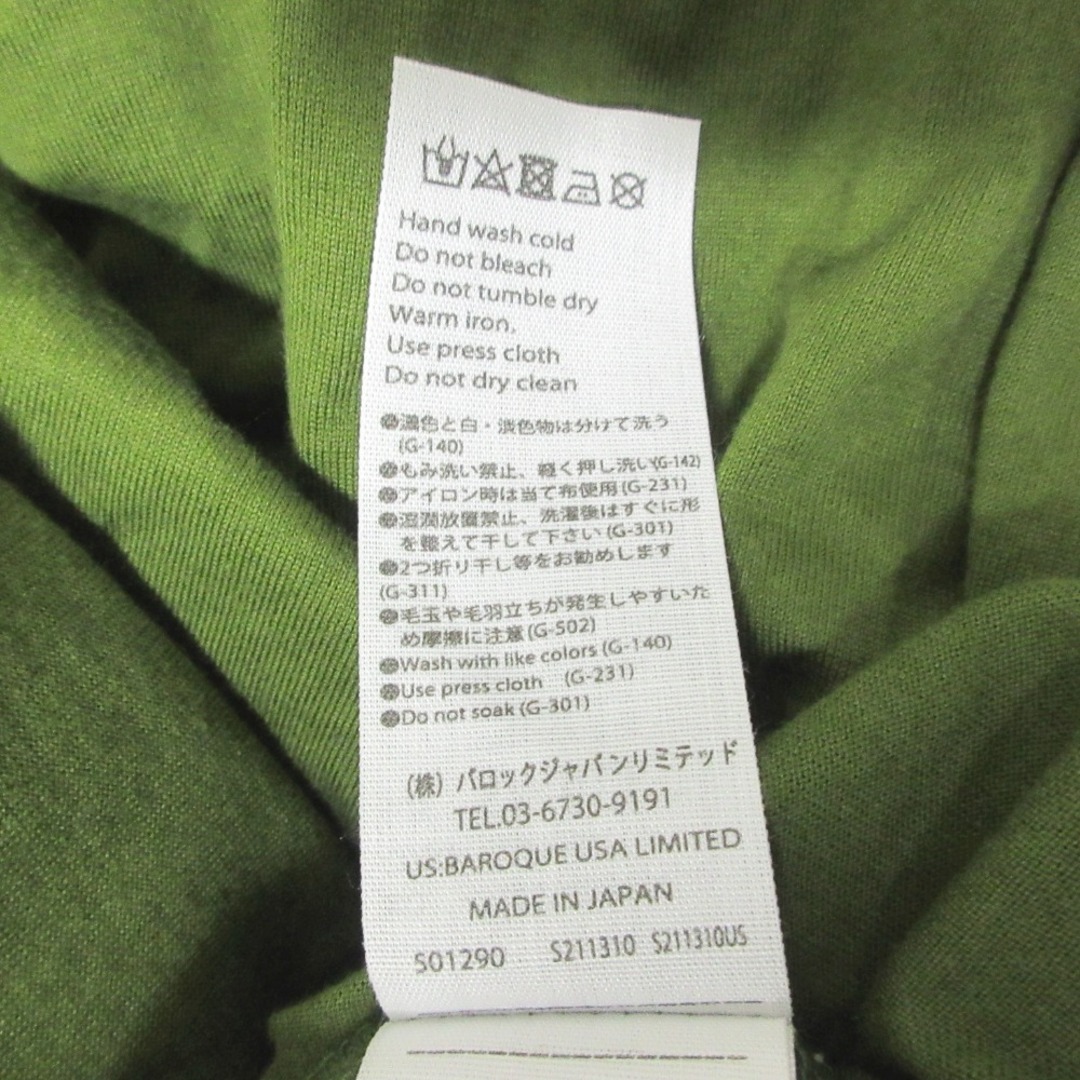 Hand wash cold
Do not bleach
Do not tumble dry
Warm iron.
Use press cloth
Do not dry clean
●濃色と白・淡色物は分けて洗う
(G-140)
●もみ洗い禁止、軽く押し洗い(G-142)
●アイロン時は当て布使用(G-231)
●湿潤放置禁止、洗濯後はすぐに形
を整えて干して下さい(G-301)
●2つ折り干し等をお勧めします
(G-311)
●毛玉や毛羽立ちが発生しやすいた
め摩擦に注意(G-502)
●Wash with like colors (G-140)
●Use press cloth (G-231)
●Do not soak (G-301)
(株) バロックジャパンリミテッド
TEL.03-6730-9191
US:BAROQUE USA LIMITED
MADE IN JAPAN
S01290 S211310 S211310US